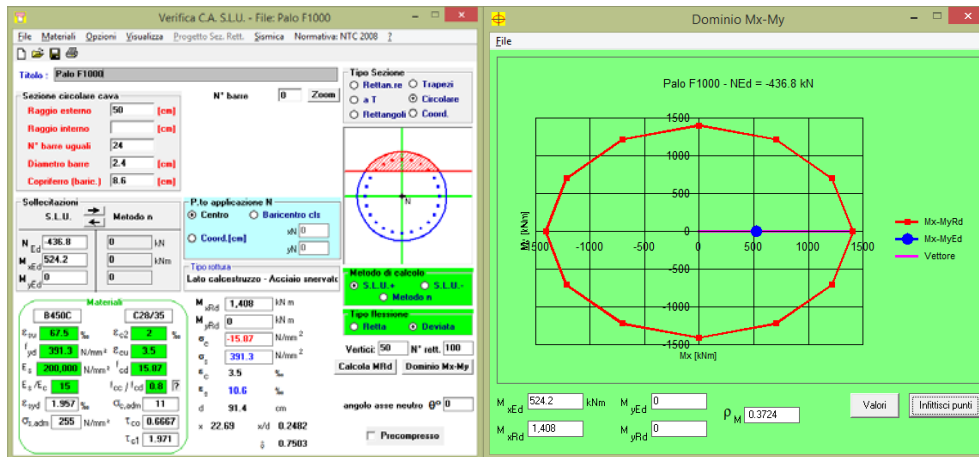 Verifica C.A. S.L.U. - File: Palo F1000
File Materiali Opzioni Visualizza Progetto Sez. Rett. Sismica Normativa: NTC 2008 ?
Titolo : Palo F1000
Sezione circolare cava
Raggio esterno 50 [cm]
Raggio interno [cm]
N° barre uguali 24
Diametro barre 2.4 [cm]
Copriferro (baric.) 8.6 [cm]
N° barre 0 Zoom
Tipo Sezione
Rettan.re Trapezi
a T Circolare
Rettangoli Coord.
N
Sollecitazioni
S.L.U. Metodo n
N Ed -436.8 0 kN
M xEd 524.2 0 kNm
M yEd 0 0
P.to applicazione N
Centro Baricentro cls
Coord.[cm] xN 0
yN 0
Tipo rottura
Lato calcestruzzo - Acciaio snervato
Metodo di calcolo
S.L.U.+ S.L.U.-
Metodo n
Tipo flessione
Retta Deviata
Vertici: 50 N° rett. 100
Calcola MRd Dominio Mx-My
angolo asse neutro θ° 0
Precompresso
Materiali
B450C C28/35
εsu 67.5 ‰ εc2 2 ‰
fyd 391.3 N/mm² εcu 3.5
Es 200,000 N/mm² fcd 15.87
Es/Ec 15 fcc/fcd 0.8 ?
εsyd 1.957 ‰ σc,adm 11
σs,adm 255 N/mm² τco 0.6667
τc1 1.971
M xRd 1,408 kN m
M yRd 0 kN m
σc -15.87 N/mm²
σs 391.3 N/mm²
εc 3.5 ‰
εs 10.6 ‰
d 91.4 cm
x 22.69 x/d 0.2482
δ 0.7503
Dominio Mx-My
File
Palo F1000 - NEd = -436.8 kN
1500
1000
500
0
-500
-1000
-1500
-1500 -1000 -500 0 500 1000 1500
My [kNm]
Mx [kNm]
Mx-MyRd
Mx-MyEd
Vettore
M xEd 524.2 kNm M yEd 0
M xRd 1,408 M yRd 0
ρ M 0.3724
Valori Infittisci punti